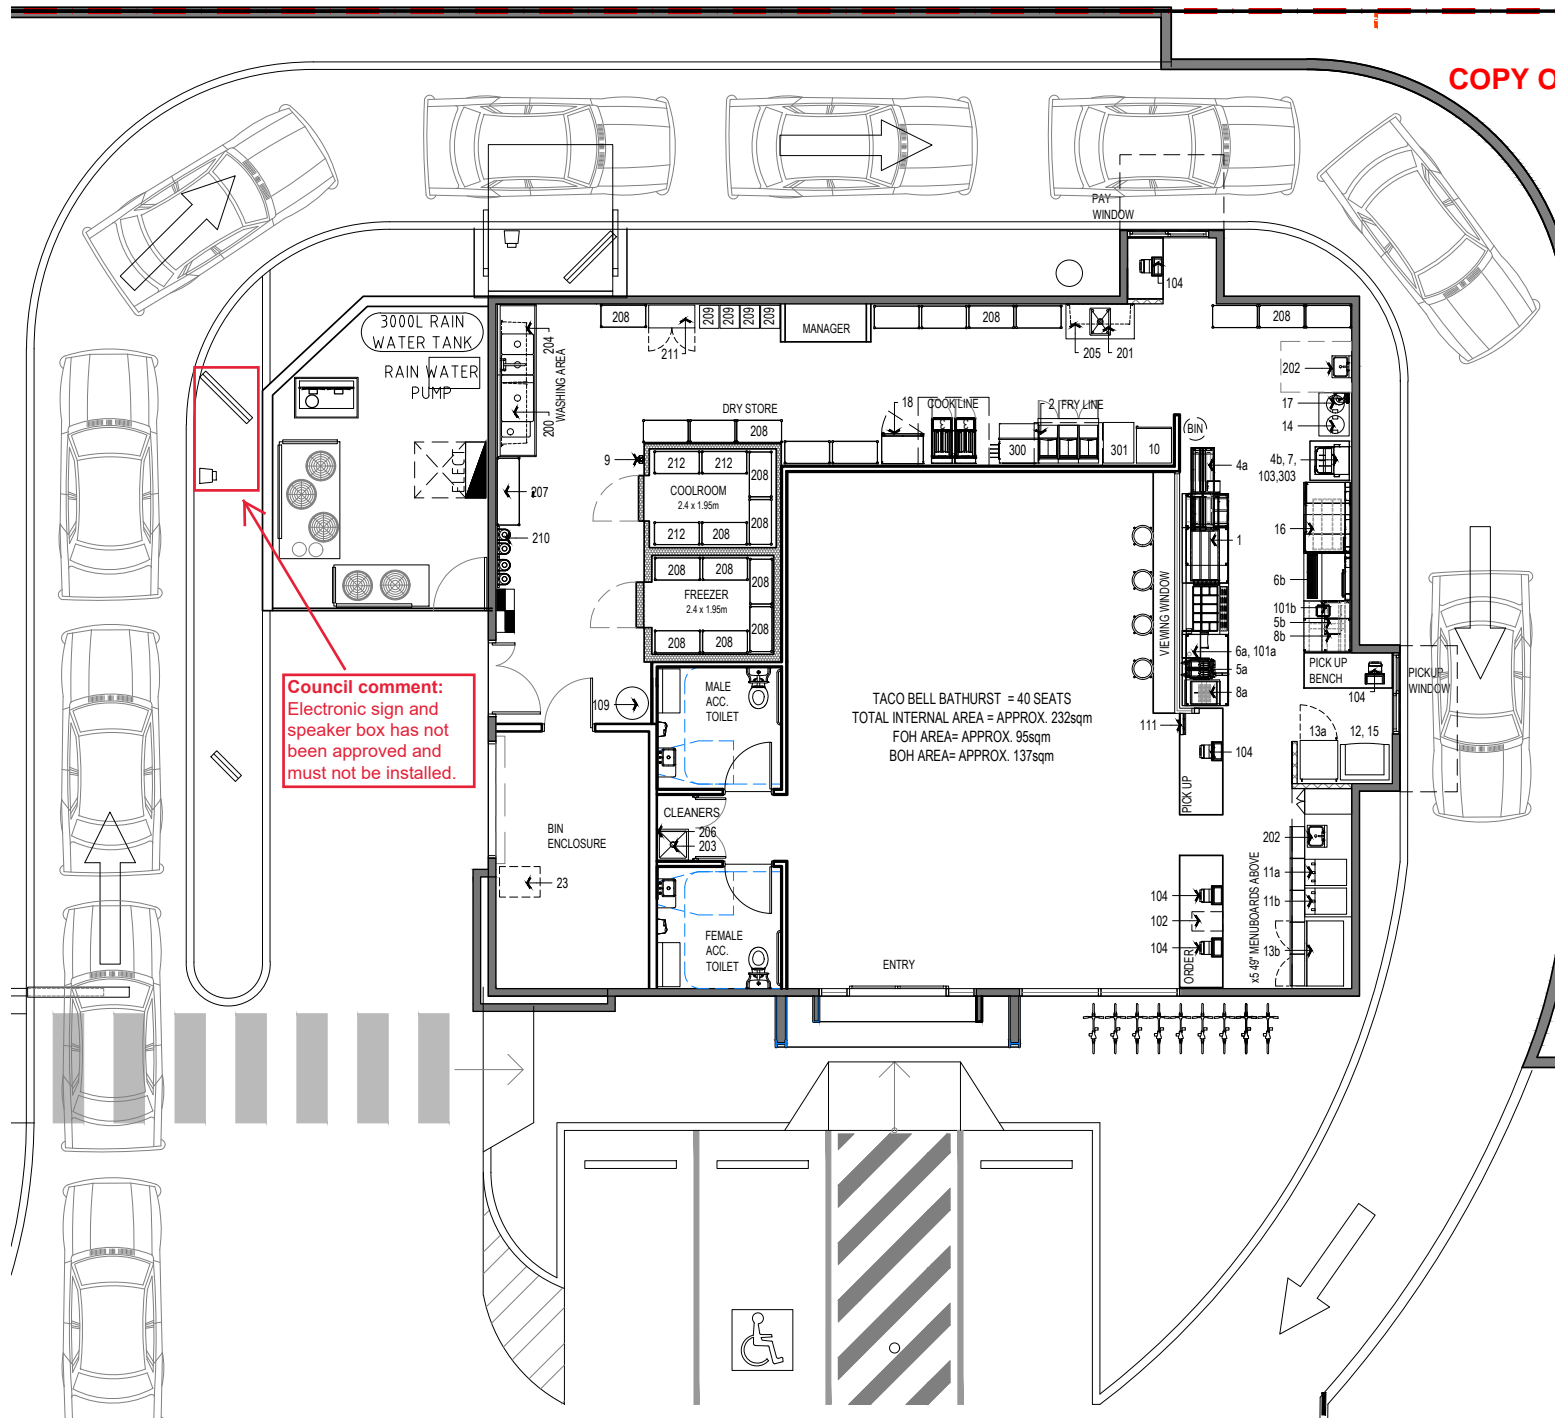 COPY O
PAY
WINDOW
104
3000L RAIN
WATER TANK
RAIN WATER
PUMP
ELECT
204
WASHING AREA
200
208
211
209
209
209
209
MANAGER
208
205
201
208
202
17
14
BIN
4b, 7,
103,303
4a
16
1
6b
101b
5b
8b
6a, 101a
5a
8a
111
104
PICK UP
PICK UP
BENCH
104
PICKUP
WINDOW
13a
12, 15
DRY STORE
208
18
COOKLINE
2
FRY LINE
300
301
10
9
207
210
212
212
208
COOLROOM
2.4 x 1.95m
208
212
208
208
208
208
FREEZER
2.4 x 1.95m
208
208
208
VIEWING WINDOW
Council comment:
Electronic sign and
speaker box has not
been approved and
must not be installed.
109
MALE
ACC.
TOILET
TACO BELL BATHURST = 40 SEATS
TOTAL INTERNAL AREA = APPROX. 232sqm
FOH AREA= APPROX. 95sqm
BOH AREA= APPROX. 137sqm
CLEANERS
206
203
BIN
ENCLOSURE
23
FEMALE
ACC.
TOILET
ENTRY
104
102
104
ORDER
x5 49" MENUBOARDS ABOVE
202
11a
11b
13b